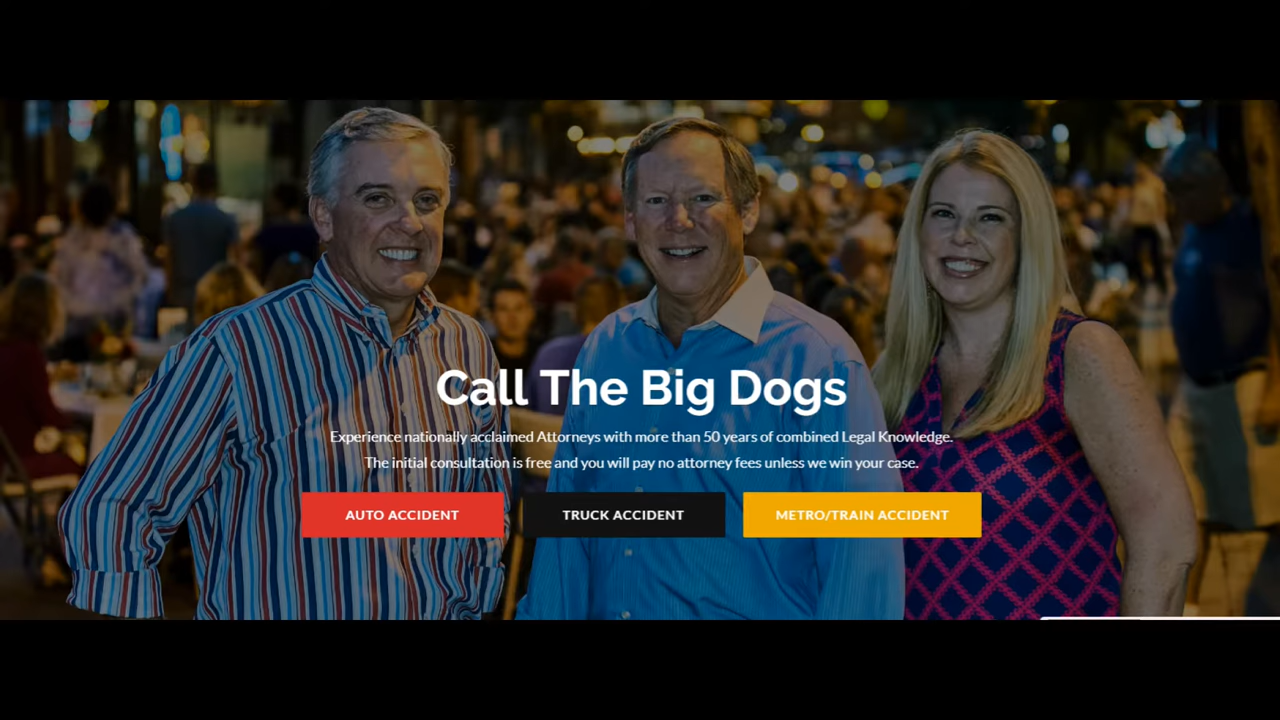 Call The Big Dogs
Experience nationally acclaimed Attorneys with more than 50 years of combined Legal Knowledge.
The initial consultation is free and you will pay no attorney fees unless we win your case.
AUTO ACCIDENT
TRUCK ACCIDENT
METRO/TRAIN ACCIDENT